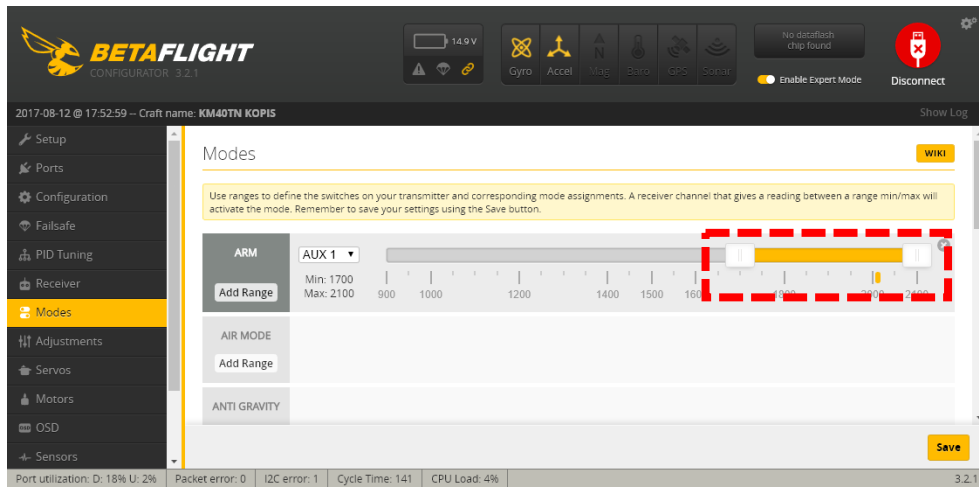 BETAFLIGHT
CONFIGURATOR 3.2.1
14.9 V
Gyro Accel Mag Baro GPS Sonar
No dataflash
chip found
Enable Expert Mode
Disconnect
2017-08-12 @ 17:52:59 -- Craft name: KM40TN KOPIS
Show Log
Setup
Ports
Configuration
Failsafe
PID Tuning
Receiver
Modes
Adjustments
Servos
Motors
OSD
Sensors
Modes
WIKI
Use ranges to define the switches on your transmitter and corresponding mode assignments. A receiver channel that gives a reading between a range min/max will
activate the mode. Remember to save your settings using the Save button.
ARM
Add Range
AUX 1
Min: 1700
Max: 2100
900 1000 1200 1400 1500 1600 1800 2000 2100
AIR MODE
Add Range
ANTI GRAVITY
Save
Port utilization: D: 18% U: 2% Packet error: 0 I2C error: 1 Cycle Time: 141 CPU Load: 4%
3.2.1